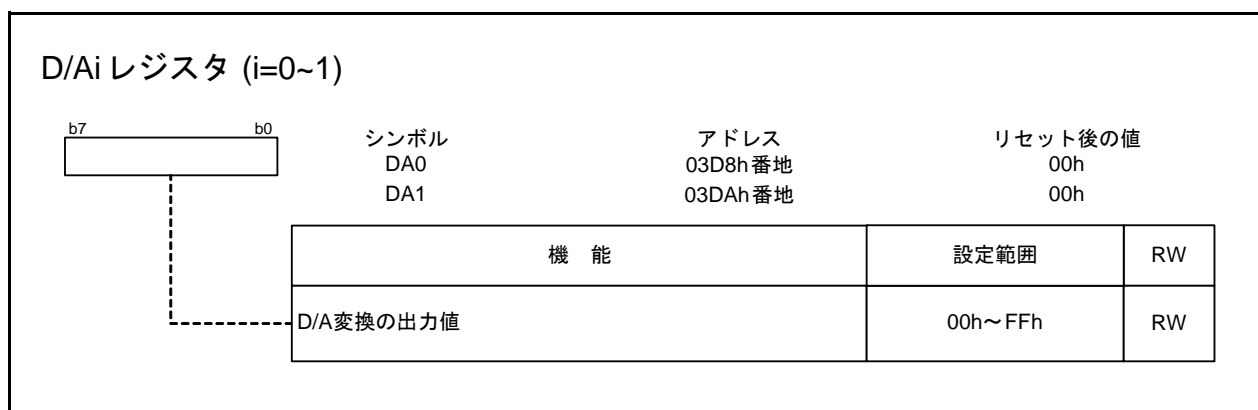 D/Aiレジスタ (i=0~1)
b7 b0
シンボル アドレス リセット後の値
DA0 03D8h番地 00h
DA1 03DAh番地 00h
機 能 設定範囲 RW
D/A変換の出力値 00h～FFh RW